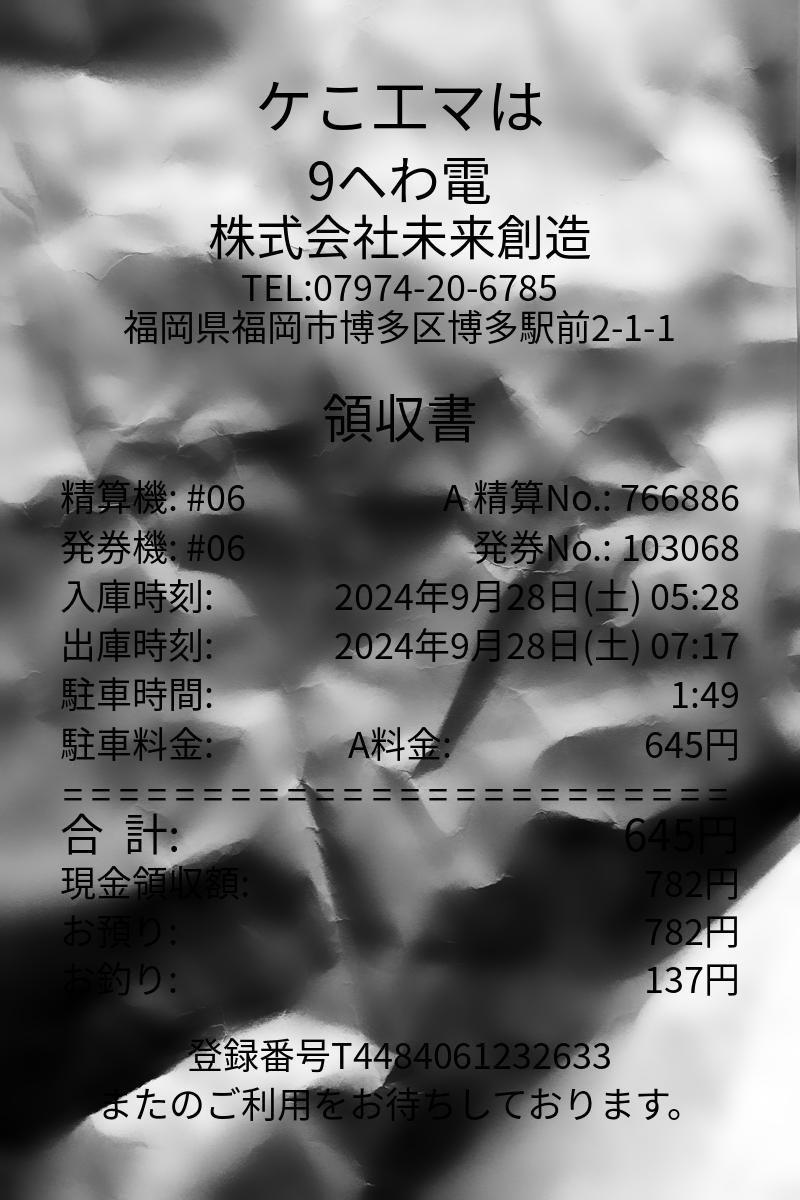 ケこエマは
9へわ電
株式会社未来創造
TEL:07974-20-6785
福岡県福岡市博多区博多駅前2-1-1
領収書
精算機: #06 A 精算No.: 766886
発券機: #06 発券No.: 103068
入庫時刻: 2024年9月28日(土) 05:28
出庫時刻: 2024年9月28日(土) 07:17
駐車時間: 1:49
駐車料金: A料金: 645円
========================
合 計: 645円
現金領収額: 782円
お預り: 782円
お釣り: 137円
登録番号T4484061232633
またのご利用をお待ちしております。